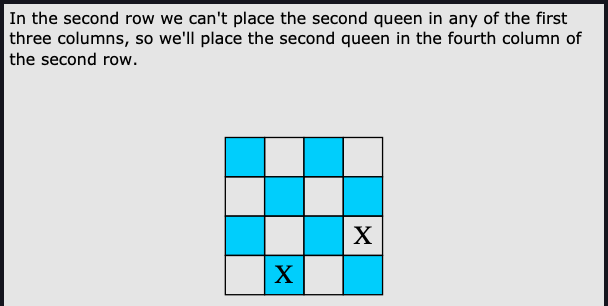 In the second row we can't place the second queen in any of the first
three columns, so we'll place the second queen in the fourth column of
the second row.
X
X